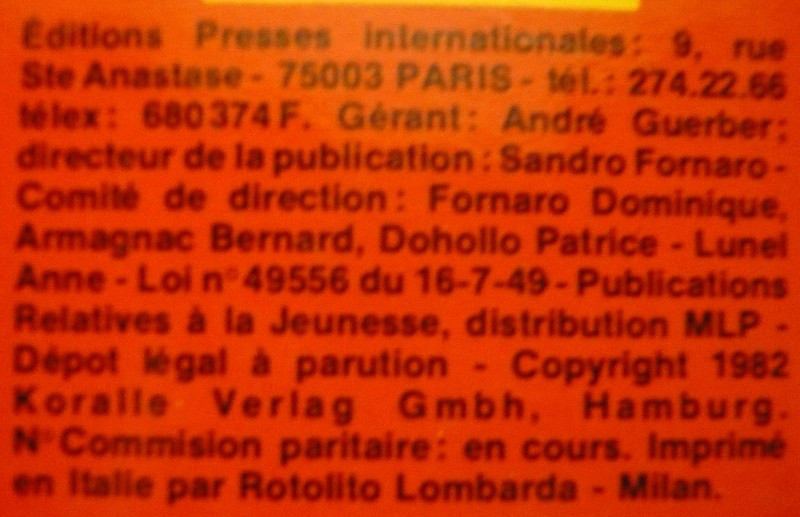 Éditions Presses internationales: 9, rue
Ste Anastase - 75003 PARIS - tél.: 274.22.66
télex: 680374F. Gérant: André Guerber;
directeur de la publication: Sandro Fornaro -
Comité de direction: Fornaro Dominique,
Armagnac Bernard, Dohollo Patrice - Lunel
Anne - Loi n° 49556 du 16-7-49 - Publications
Relatives à la Jeunesse, distribution MLP -
Dépot légal à parution - Copyright 1982
Koralle Verlag Gmbh, Hamburg.
N° Commision paritaire: en cours. Imprimé
en Italie par Rotolito Lombarda - Milan.